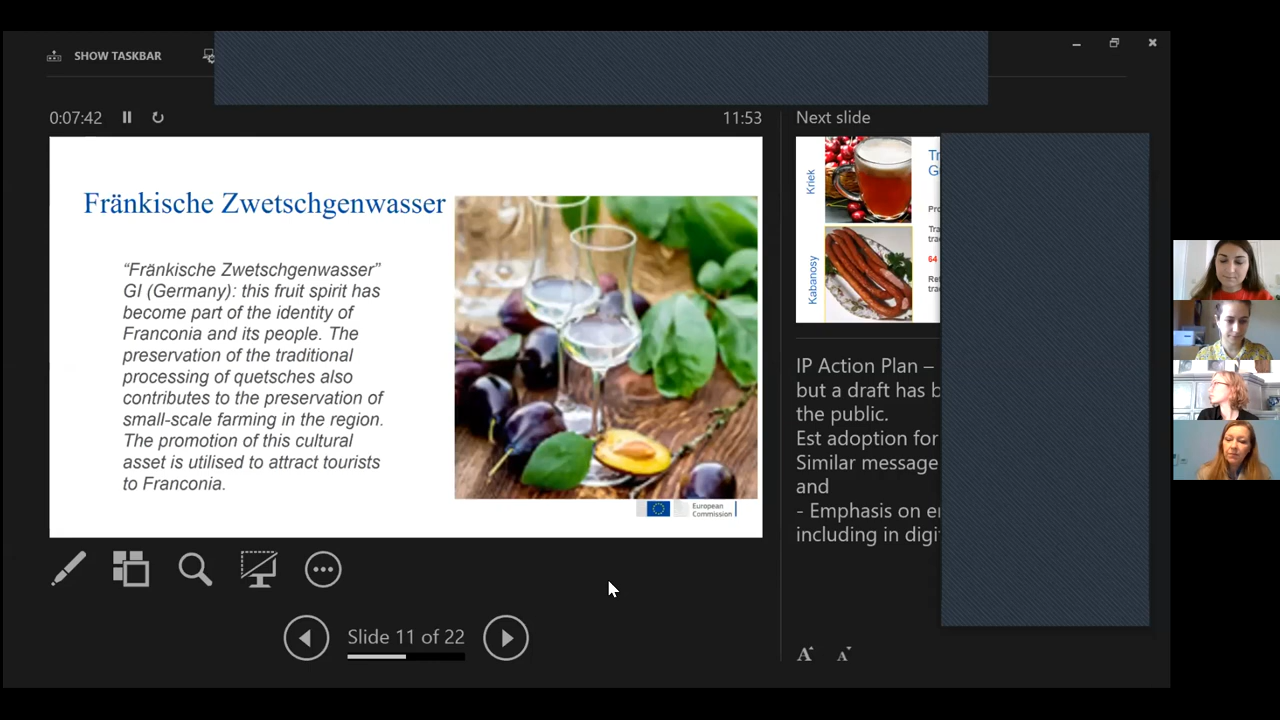 SHOW TASKBAR
0:07:42
11:53
Next slide
Fränkische Zwetschgenwasser
“Fränkische Zwetschgenwasser”
GI (Germany): this fruit spirit has
become part of the identity of
Franconia and its people. The
preservation of the traditional
processing of quetsches also
contributes to the preservation of
small-scale farming in the region.
The promotion of this cultural
asset is utilised to attract tourists
to Franconia.
European
Commission
Kriek
Kabanosy
64
IP Action Plan –
but a draft has
the public.
Est adoption for
Similar message
and
- Emphasis on
including in
Slide 11 of 22
A
A